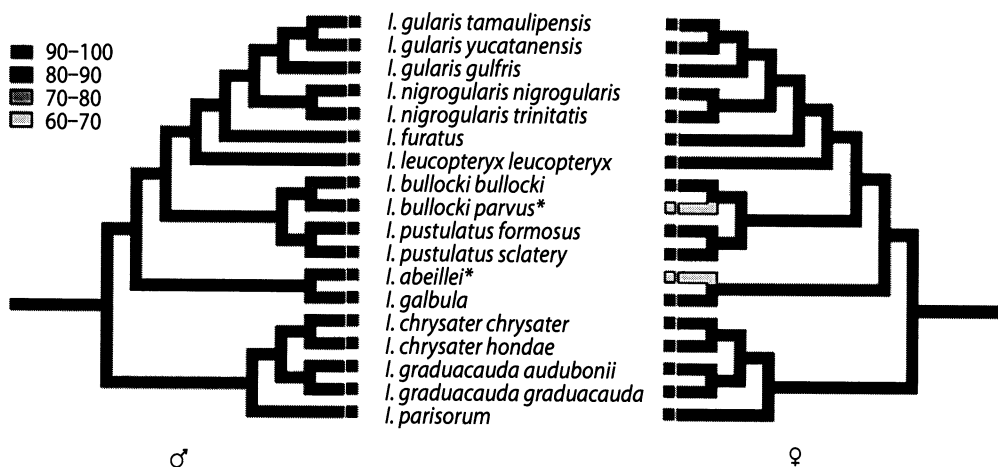 90–100
80–90
70–80
60–70
I. gularis tamaulipensis
I. gularis yucatanensis
I. gularis gulfris
I. nigrogularis nigrogularis
I. nigrogularis trinitatis
I. furatus
I. leucopteryx leucopteryx
I. bullocki bullocki
I. bullocki parvus*
I. pustulatus formosus
I. pustulatus sclatery
I. abeillei*
I. galbula
I. chrysater chrysater
I. chrysater hondae
I. graduacauda audubonii
I. graduacauda graduacauda
I. parisorum
♂ ♀